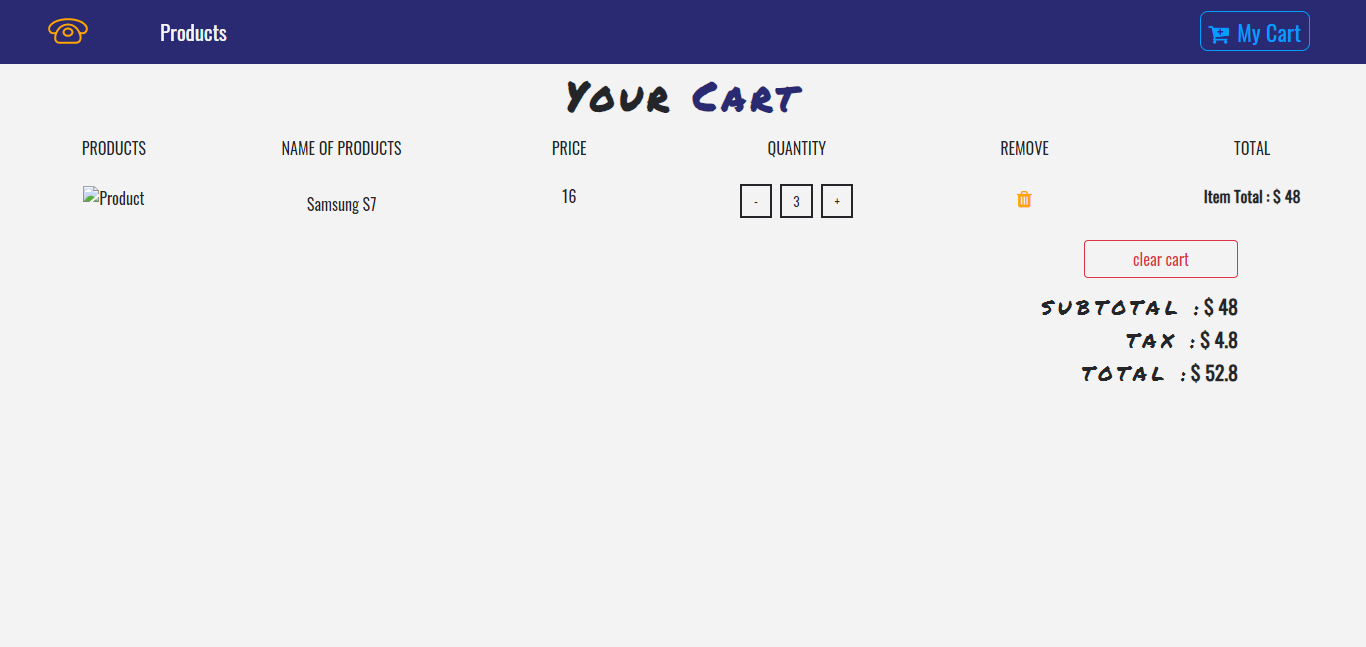 Products My Cart
Your Cart
PRODUCTS NAME OF PRODUCTS PRICE QUANTITY REMOVE TOTAL
Product Samsung S7 16 - 3 + Item Total : $ 48
clear cart
SUBTOTAL : $ 48
TAX : $ 4.8
TOTAL : $ 52.8